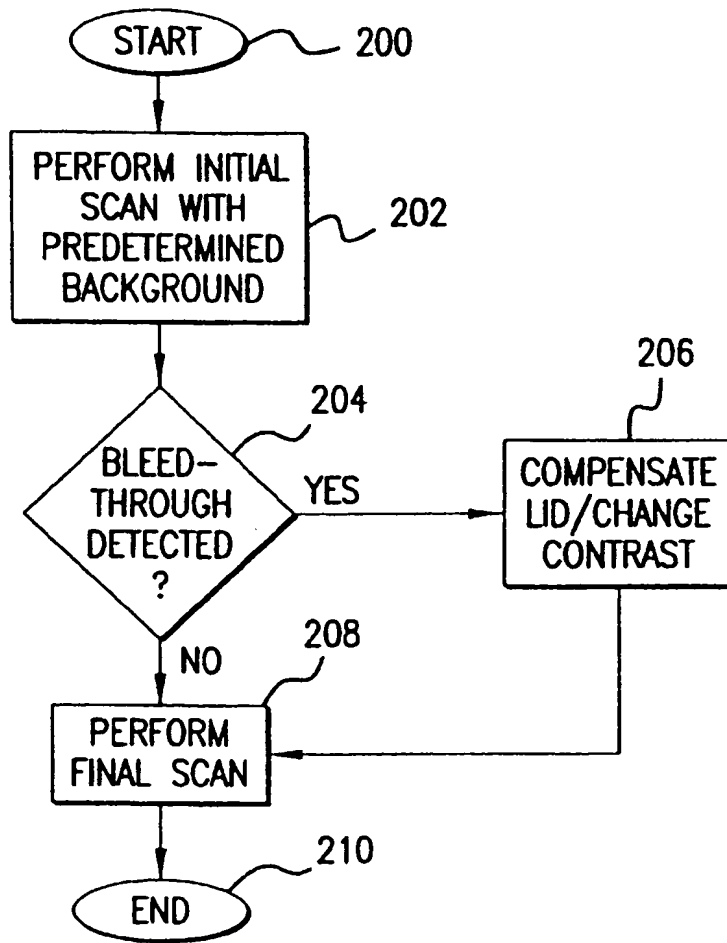 START
200
PERFORM INITIAL
SCAN WITH
PREDETERMINED
BACKGROUND
202
204
BLEED-
THROUGH
DETECTED
?
YES
206
COMPENSATE
LID/CHANGE
CONTRAST
NO
208
PERFORM
FINAL SCAN
210
END